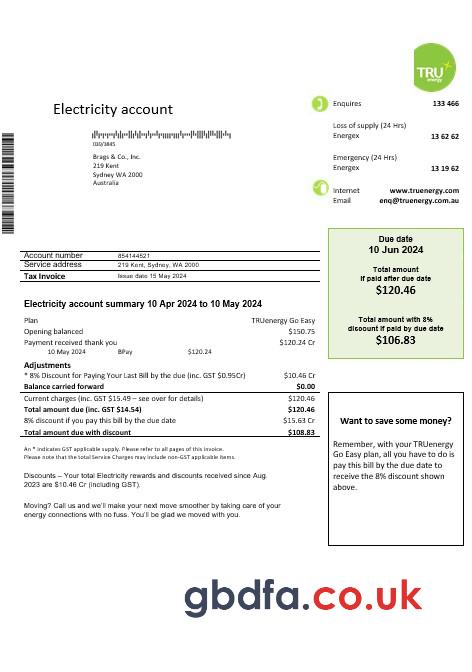 TRU
energy
Electricity account
Enquires 133 466
020/3845
Loss of supply (24 Hrs)
Energex 13 62 62
Brags & Co., Inc.
219 Kent
Sydney WA 2000
Australia
Emergency (24 Hrs)
Energex 13 19 62
Internet www.truenergy.com
Email enq@truenergy.com.au
Account number 854144521
Service address 219 Kent, Sydney, WA 2000
Tax Invoice Issue date 15 May 2024
Due date
10 Jun 2024
Total amount
if paid after due date
$120.46
Total amount with 8%
discount if paid by due date
$106.83
Electricity account summary 10 Apr 2024 to 10 May 2024
Plan TRUenergy Go Easy
Opening balanced $150.75
Payment received thank you $120.24 Cr
10 May 2024 BPay $120.24
Adjustments
* 8% Discount for Paying Your Last Bill by the due (inc. GST $0.95Cr) $10.46 Cr
Balance carried forward $0.00
Current charges (inc. GST $15.49 – see over for details) $120.46
Total amount due (inc. GST $14.54) $120.46
8% discount if you pay this bill by the due date $15.63 Cr
Total amount due with discount $108.83
An * indicates GST applicable supply. Please refer to all pages of this invoice.
Please note that the total Service Charges may include non-GST applicable items.
Discounts – Your total Electricity rewards and discounts received since Aug.
2023 are $10.46 Cr (including GST).
Moving? Call us and we'll make your next move smoother by taking care of your
energy connections with no fuss. You'll be glad we moved with you.
Want to save some money?
Remember, with your TRUenergy
Go Easy plan, all you have to do is
pay this bill by the due date to
receive the 8% discount shown
above.
gbdfa.co.uk